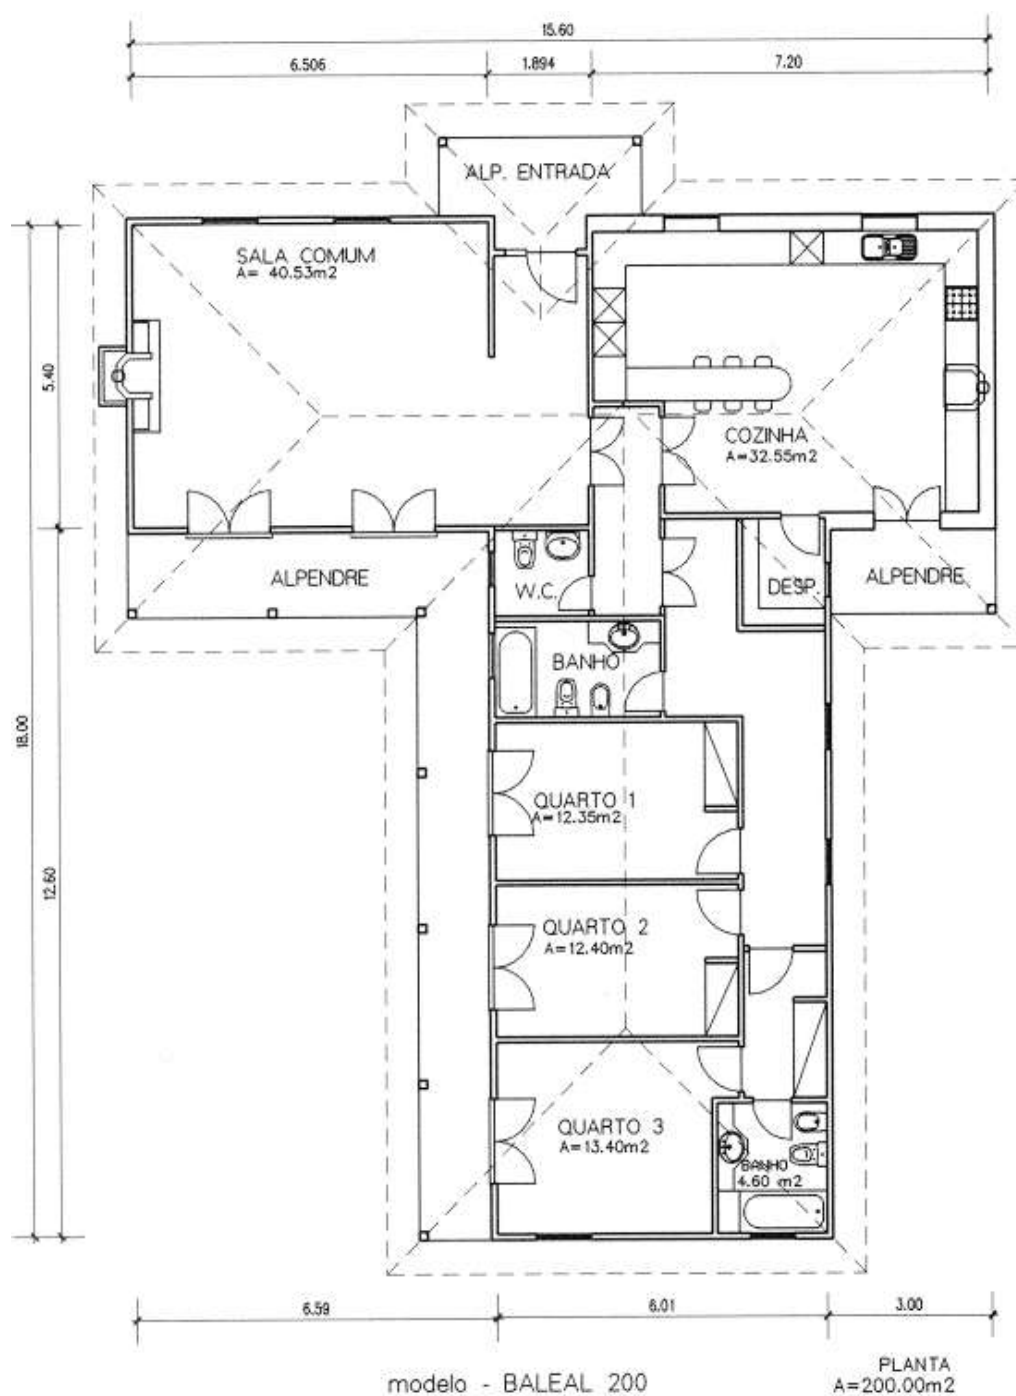 15.60
6.506
1.894
7.20
ALP. ENTRADA
SALA COMUM
A= 40.53m2
5.40
COZINHA
A=32.55m2
ALPENDRE
W.C.
DESP.
ALPENDRE
BANHO
18.00
QUARTO 1
A=12.35m2
12.60
QUARTO 2
A=12.40m2
QUARTO 3
A=13.40m2
BANHO
4.60 m2
6.59
6.01
3.00
modelo - BALEAL 200
PLANTA
A=200.00m2